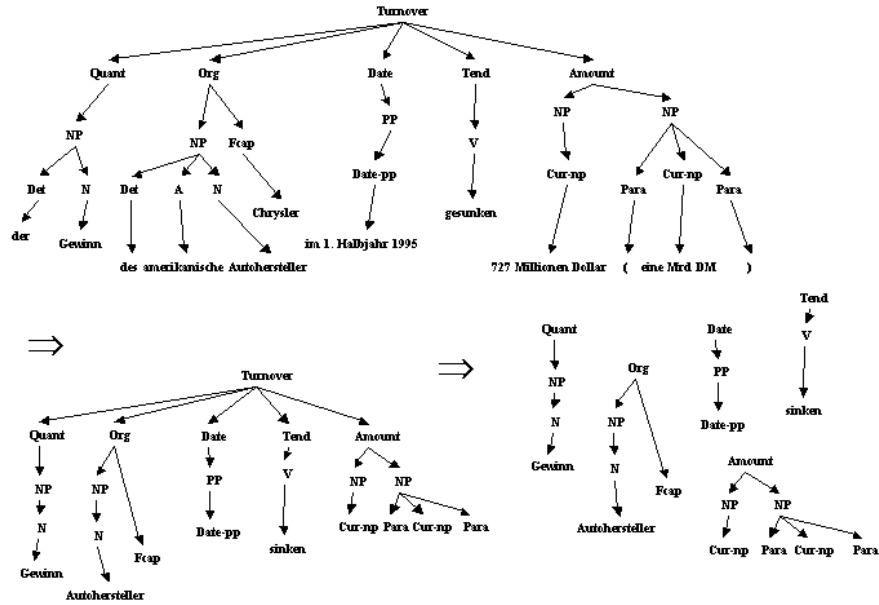 Turnover
Quant Org Date Tend Amount
PP
NP NP Fcap V NP NP
Date-pp Cur-np Cur-np
Det N Det A N Para Para
Chrysler gesunken
der Gewinn im 1. Halbjahr 1995
des amerikanische Autohersteller 727 Millionen Dollar ( eine Mrd DM )
Tend
Quant Date V
Org
Turnover NP PP
N NP Date-pp sinken
Quant Org Date Tend Amount
Gewinn N Amount
NP NP PP V NP NP Fcap NP NP
N N Date-pp sinken Cur-np Para Cur-np Para Autohersteller
Fcap Cur-np Para Cur-np Para
Gewinn
Autohersteller